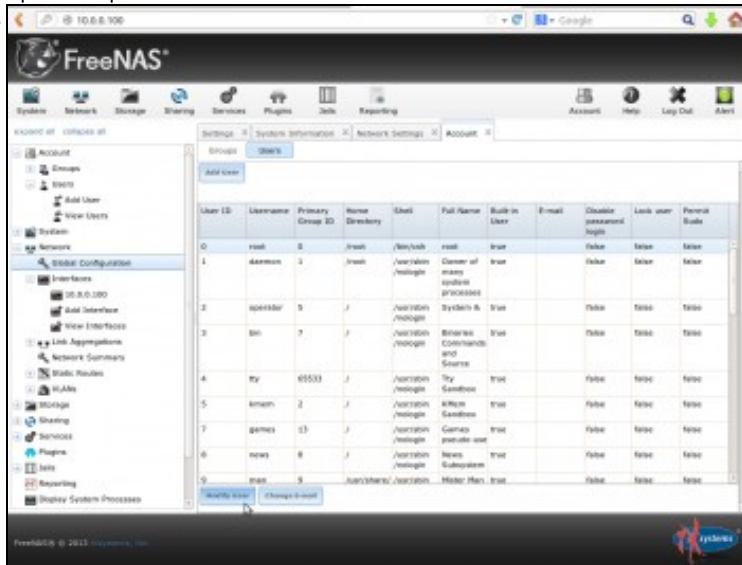 10.0.0.100
Google
FreeNAS®
System Network Storage Sharing Services Plugins Jails Reporting Account Help Log Out Alert
expand all collapse all
Settings System Information Network Settings Account
Groups Users
Add User
Account
Groups
Users
Add User
View Users
System
Network
Global Configuration
Interfaces
10.0.0.100
Add Interface
View Interfaces
Link Aggregations
Network Summary
Static Routes
VLANs
Storage
Sharing
Services
Plugins
Jails
Reporting
Display System Processes
User ID Username Primary Group ID Home Directory Shell Full Name Built-in User E-mail Disable password login Lock user Permit Sudo
0 root 0 /root /bin/csh root true false false false
1 daemon 1 /root /usr/sbin/nologin Owner of many system processes true false false false
2 operator 5 / /usr/sbin/nologin System & true false false false
3 bin 7 / /usr/sbin/nologin Binaries Commands and Source true false false false
4 tty 65533 / /usr/sbin/nologin Tty Sandbox true false false false
5 kmem 2 / /usr/sbin/nologin KMem Sandbox true false false false
7 games 13 / /usr/sbin/nologin Games pseudo-use true false false false
8 news 8 / /usr/sbin/nologin News Subsystem true false false false
9 man 9 /usr/share/ /usr/sbin Mister Man true false false false
Modify User Change E-mail
FreeNAS® © 2013 iXsystems, Inc.
systems